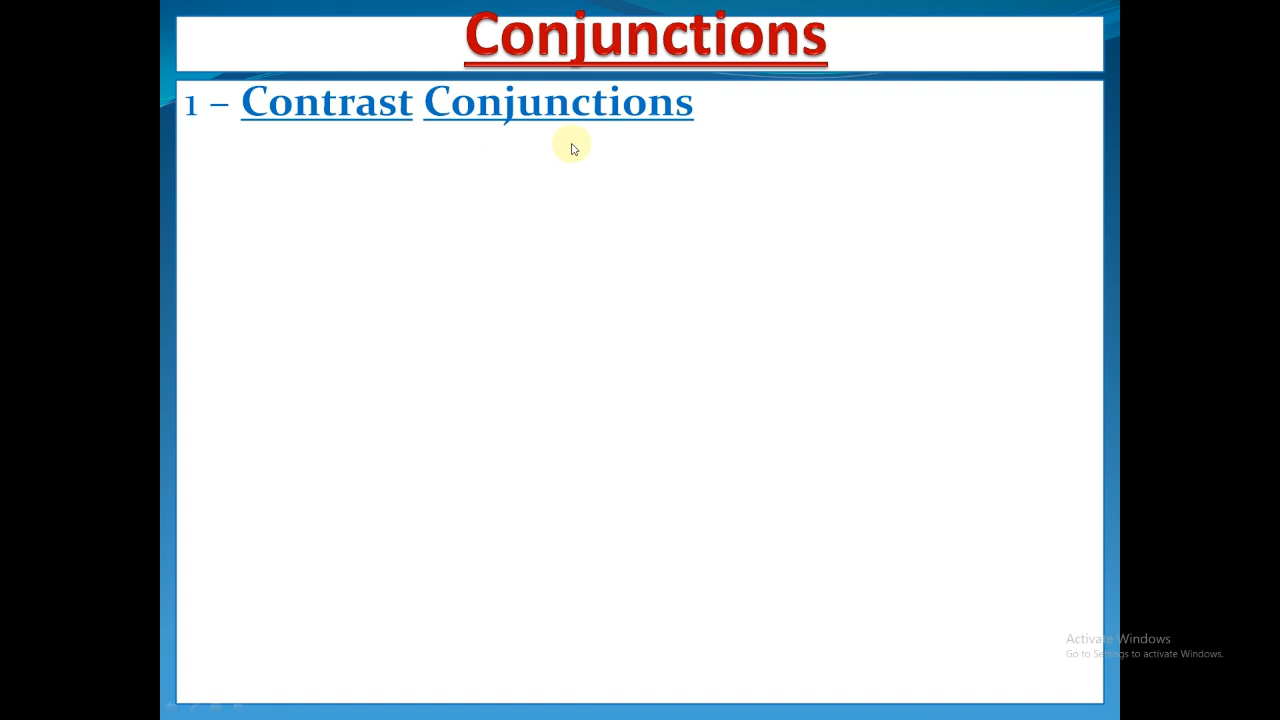 Conjunctions
1 – Contrast Conjunctions
Activate Windows
Go to Settings to activate Windows.